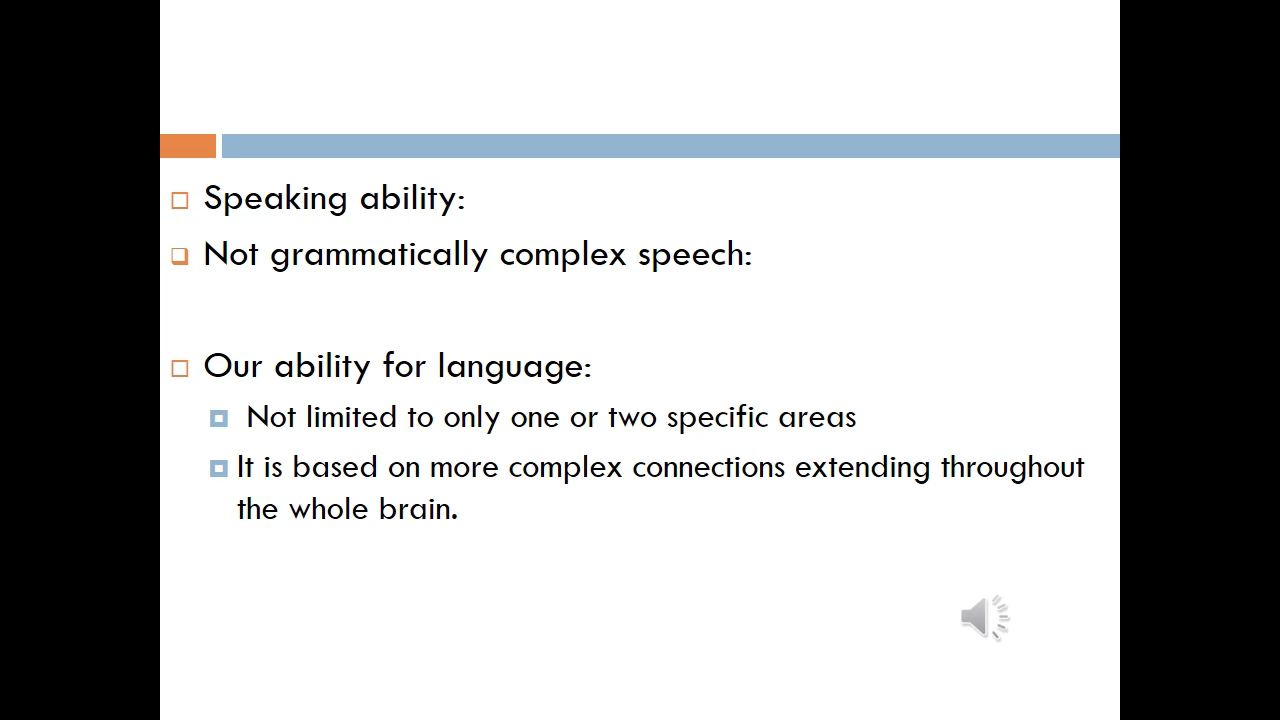 Speaking ability:
Not grammatically complex speech:
Our ability for language:
Not limited to only one or two specific areas
It is based on more complex connections extending throughout
the whole brain.